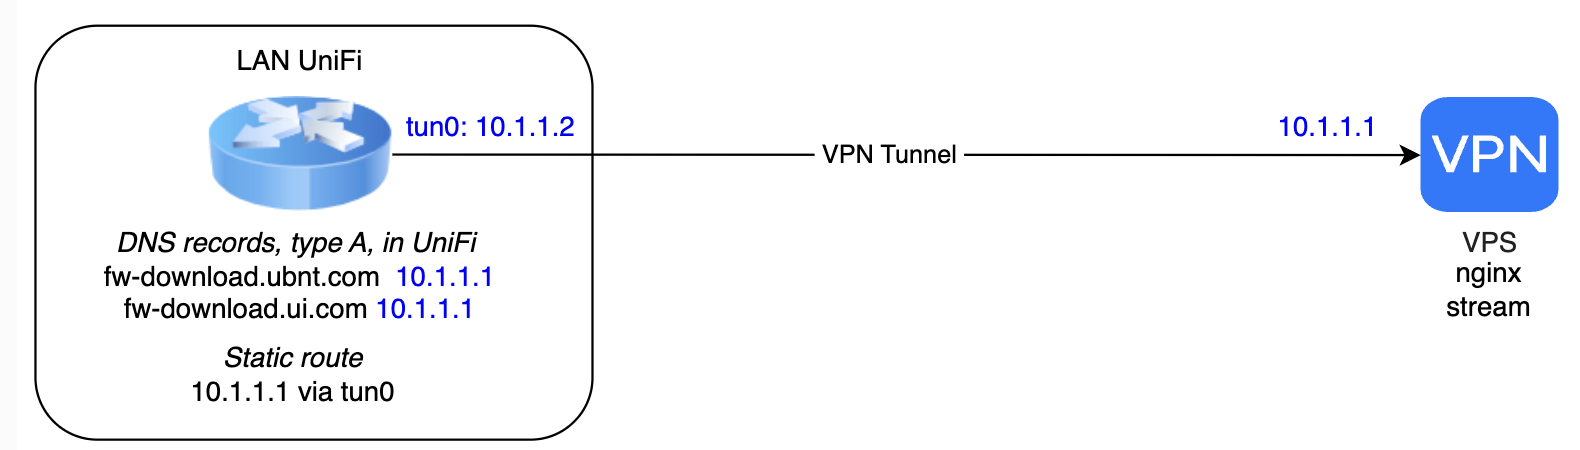 LAN UniFi
tun0: 10.1.1.2
VPN Tunnel
10.1.1.1
VPN
DNS records, type A, in UniFi
fw-download.ubnt.com 10.1.1.1
fw-download.ui.com 10.1.1.1
Static route
10.1.1.1 via tun0
VPS
nginx
stream